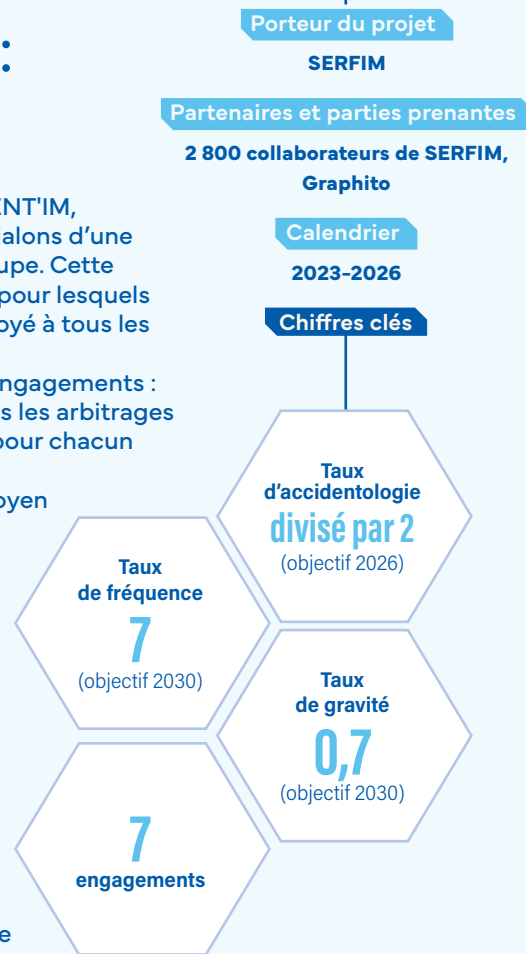 :
ENT'IM,
jalons d’une
upe. Cette
pour lesquels
oyé à tous les
ngagements :
s les arbitrages
pour chacun
oyen
e
Porteur du projet
SERFIM
Partenaires et parties prenantes
2 800 collaborateurs de SERFIM,
Graphito
Calendrier
2023-2026
Chiffres clés
Taux
d’accidentologie
divisé par 2
(objectif 2026)
Taux
de fréquence
7
(objectif 2030)
Taux
de gravité
0,7
(objectif 2030)
7
engagements